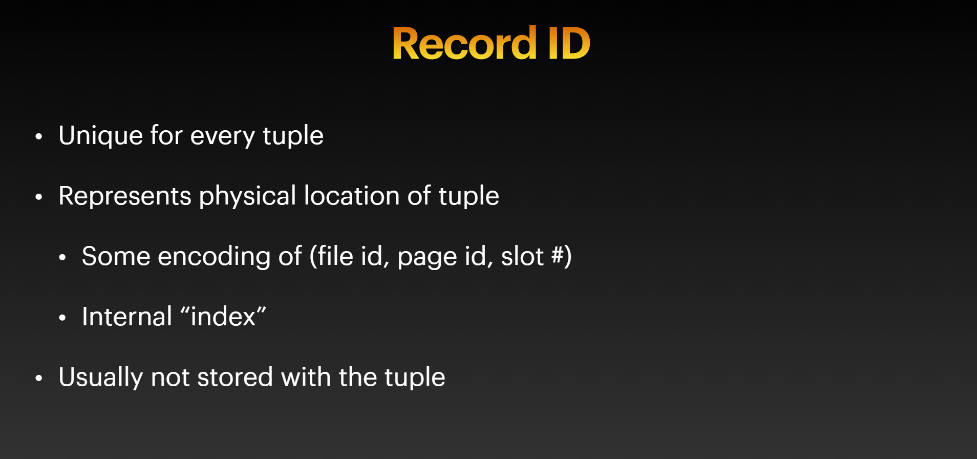 Record ID
• Unique for every tuple
• Represents physical location of tuple
• Some encoding of (file id, page id, slot #)
• Internal “index”
• Usually not stored with the tuple